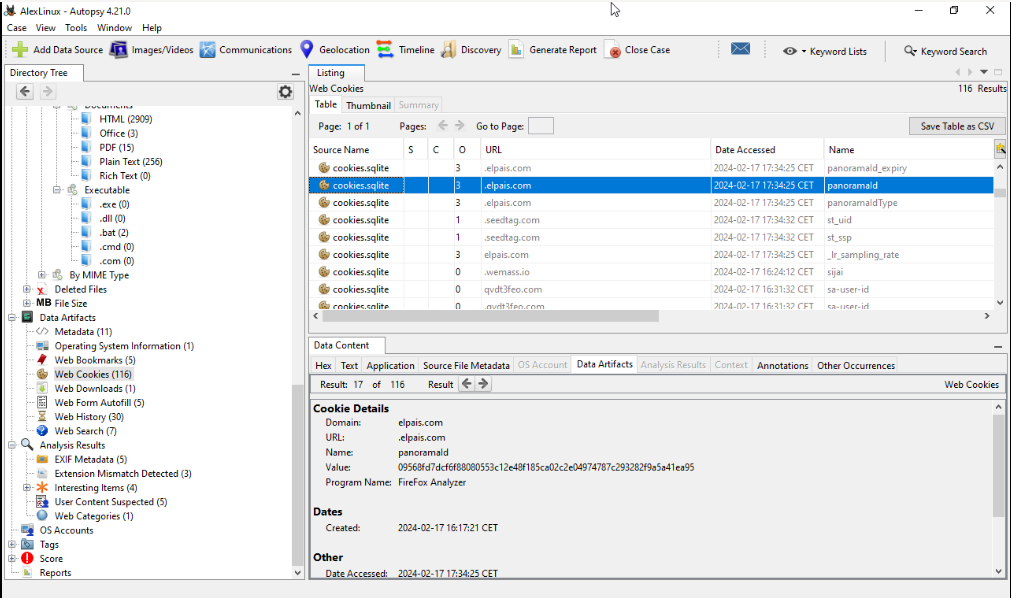 AlexLinux - Autopsy 4.21.0
Case View Tools Window Help
Add Data Source Images/Videos Communications Geolocation Timeline Discovery Generate Report Close Case Keyword Lists Keyword Search
Directory Tree
Documents
HTML (2909)
Office (3)
PDF (15)
Plain Text (256)
Rich Text (0)
Executable
.exe (0)
.dll (0)
.bat (2)
.cmd (0)
.com (0)
By MIME Type
Deleted Files
MB File Size
Data Artifacts
Metadata (11)
Operating System Information (1)
Web Bookmarks (5)
Web Cookies (116)
Web Downloads (1)
Web Form Autofill (5)
Web History (30)
Web Search (7)
Analysis Results
EXIF Metadata (5)
Extension Mismatch Detected (3)
Interesting Items (4)
User Content Suspected (5)
Web Categories (1)
OS Accounts
Tags
Score
Reports
Listing
Web Cookies
116 Results
Table Thumbnail Summary
Page: 1 of 1 Pages: Go to Page: Save Table as CSV
Source Name S C O URL Date Accessed Name
cookies.sqlite 3 .elpais.com 2024-02-17 17:34:25 CET panoramaId_expiry
cookies.sqlite 3 .elpais.com 2024-02-17 17:34:25 CET panoramaId
cookies.sqlite 3 .elpais.com 2024-02-17 17:34:25 CET panoramaIdType
cookies.sqlite 1 .seedtag.com 2024-02-17 17:34:32 CET st_uid
cookies.sqlite 1 .seedtag.com 2024-02-17 17:34:32 CET st_ssp
cookies.sqlite 3 elpais.com 2024-02-17 17:34:25 CET _lr_sampling_rate
cookies.sqlite 0 .wemass.io 2024-02-17 16:24:12 CET sijai
cookies.sqlite 0 qvdt3feo.com 2024-02-17 16:31:32 CET sa-user-id
cookies.sqlite 0 .qvdt3feo.com 2024-02-17 16:31:32 CET sa-user-id
Data Content
Hex Text Application Source File Metadata OS Account Data Artifacts Analysis Results Context Annotations Other Occurrences
Result: 17 of 116 Result Web Cookies
Cookie Details
Domain: elpais.com
URL: .elpais.com
Name: panoramaId
Value: 09568fd7dcf6f88080553c12e48f185ca02c2e04974787c293282f9a5a41ea95
Program Name: FireFox Analyzer
Dates
Created: 2024-02-17 16:17:21 CET
Other
Date Accessed: 2024-02-17 17:34:25 CET